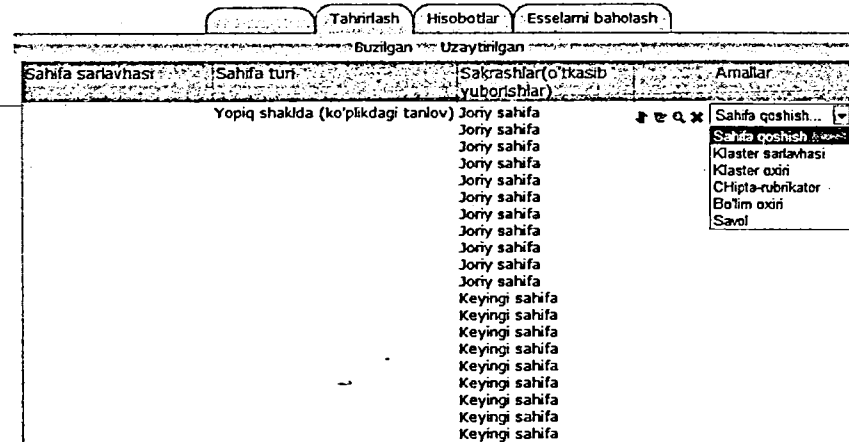 Tahrirlash Hisobotlar Esselarni baholash
Buzilgan Uzaytirilgan
Sahifa sarlavhasi Sahifa turi Sakrashlar(o'tkasib yuborishlar) Amallar
Yopiq shaklda (ko'plikdagi tanlov) Joriy sahifa Sahifa qoshish...
Joriy sahifa Sahifa qoshish
Joriy sahifa Klaster sarlavhasi
Joriy sahifa Klaster oxiri
Joriy sahifa CHipta-rubrikator
Joriy sahifa Bo'lim oxiri
Joriy sahifa Savol
Joriy sahifa
Joriy sahifa
Joriy sahifa
Joriy sahifa
Keyingi sahifa
Keyingi sahifa
Keyingi sahifa
Keyingi sahifa
Keyingi sahifa
Keyingi sahifa
Keyingi sahifa
Keyingi sahifa
Keyingi sahifa